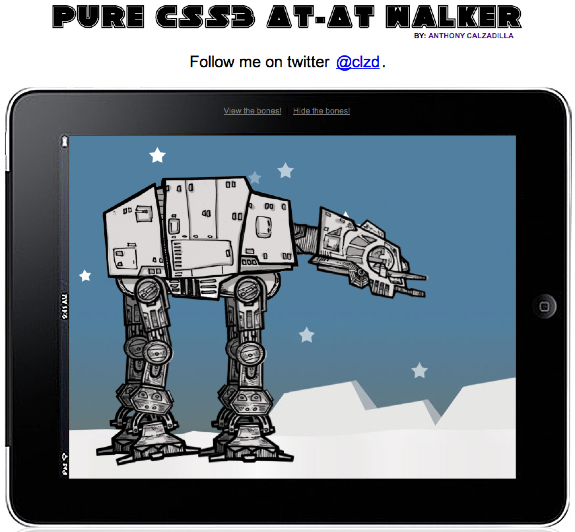 PURE CSS3 AT-AT WALKER
BY: ANTHONY CALZADILLA
Follow me on twitter @clzd.
View the bones! Hide the bones!
9:41 AM
iPad